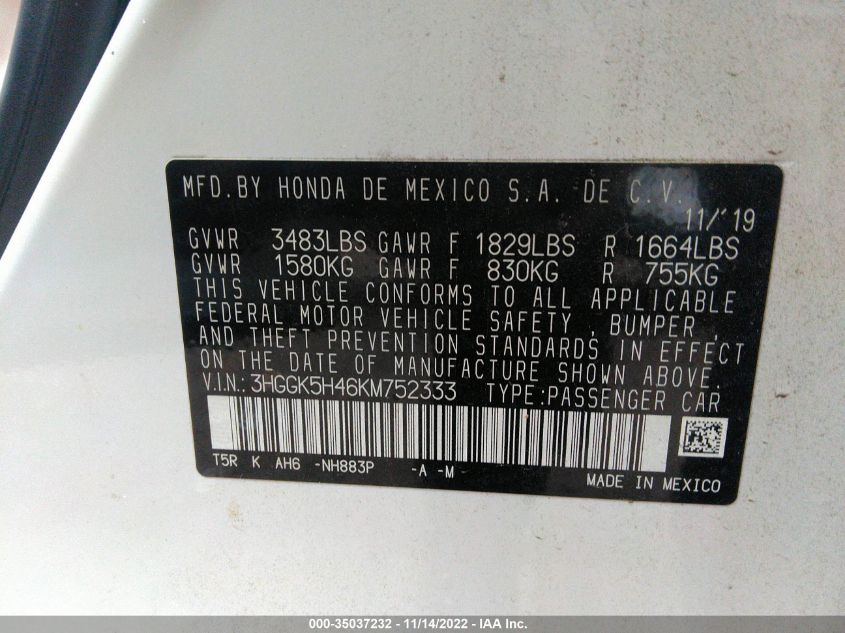 MFD.BY HONDA DE MEXICO S.A. DE C.V.
11/'19
GVWR 3483LBS GAWR F 1829LBS R 1664LBS
GVWR 1580KG GAWR F 830KG R 755KG
THIS VEHICLE CONFORMS TO ALL APPLICABLE
FEDERAL MOTOR VEHICLE SAFETY , BUMPER ,
AND THEFT PREVENTION STANDARDS IN EFFECT
ON THE DATE OF MANUFACTURE SHOWN ABOVE.
V.I.N.: 3HGGK5H46KM752333 TYPE:PASSENGER CAR
T5R K AH6 -NH883P -A -M-
MADE IN MEXICO
000-35037232 - 11/14/2022 - IAA Inc.